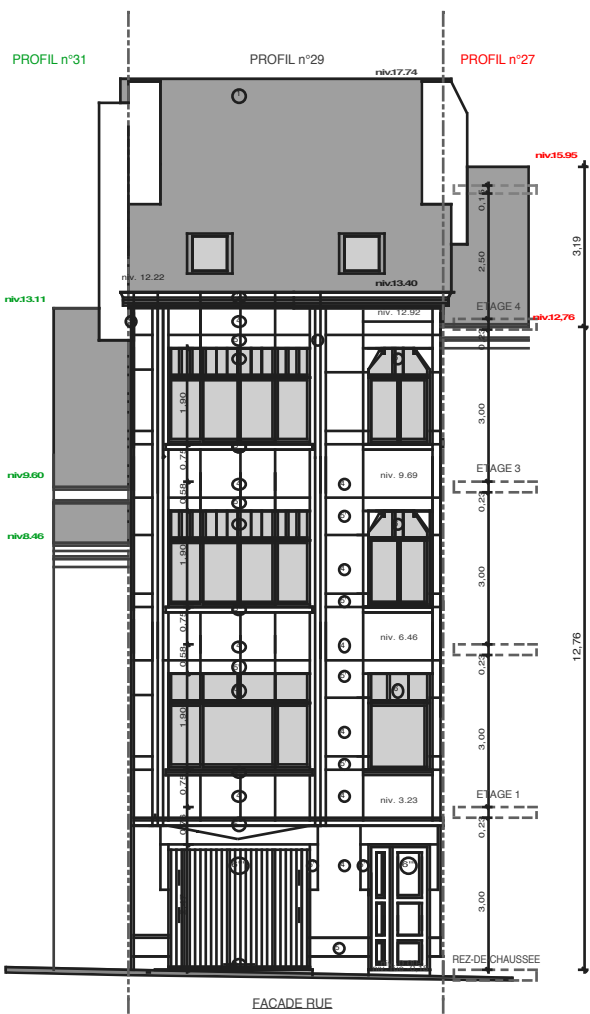 PROFIL n°31
PROFIL n°29
PROFIL n°27
niv.17.74
niv.15.95
0,15
3,19
2,50
niv. 12.22
niv.13.40
niv.13.11
ETAGE 4
niv. 12.92
niv.12,76
0,23
1,90
3,00
0,75
ETAGE 3
niv.9.60
niv. 9.69
0,58
0,23
niv.8.46
1,90
3,00
0,75
niv. 6.46
12,76
0,58
0,23
1,90
3,00
0,75
ETAGE 1
niv. 3.23
0,23
3,00
REZ-DE CHAUSSEE
FACADE RUE